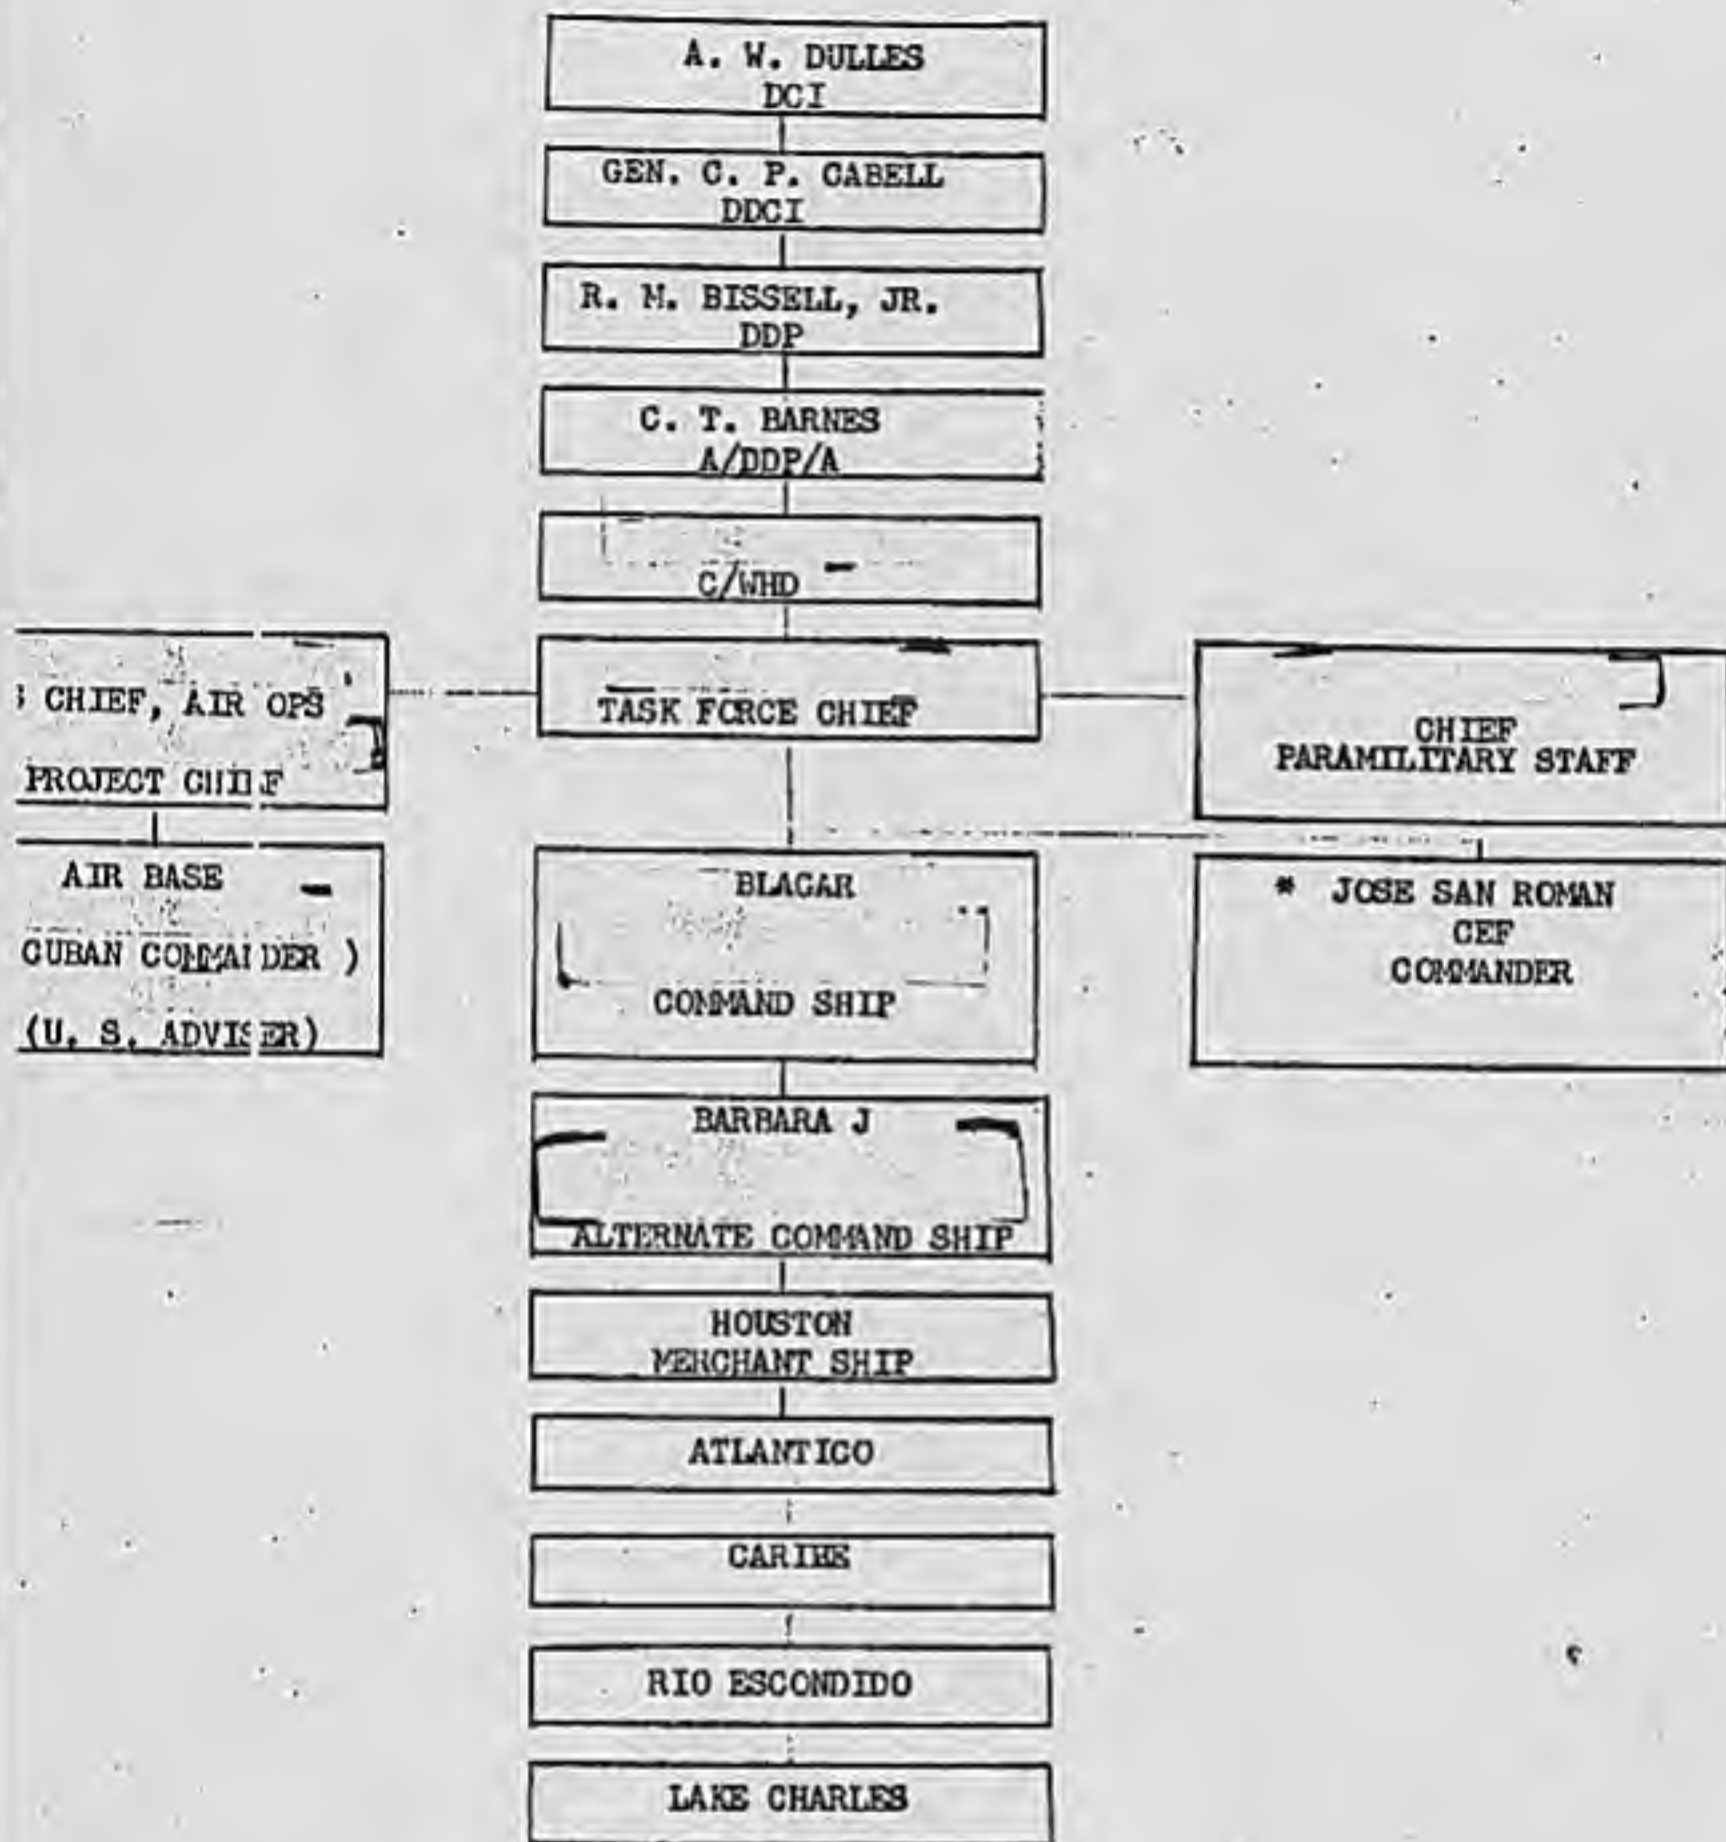 A. W. DULLES
DCI
GEN. C. P. CABELL
DDCI
R. M. BISSELL, JR.
DDP
C. T. BARNES
A/DDP/A
C/WHD
CHIEF, AIR OPS
PROJECT CHIEF
TASK FORCE CHIEF
CHIEF
PARAMILITARY STAFF
AIR BASE
CUBAN COMMANDER )
(U. S. ADVISER)
BLAGAR
COMMAND SHIP
* JOSE SAN ROMAN
CEF
COMMANDER
BARBARA J
ALTERNATE COMMAND SHIP
HOUSTON
MERCHANT SHIP
ATLANTICO
CARIBE
RIO ESCONDIDO
LAKE CHARLES